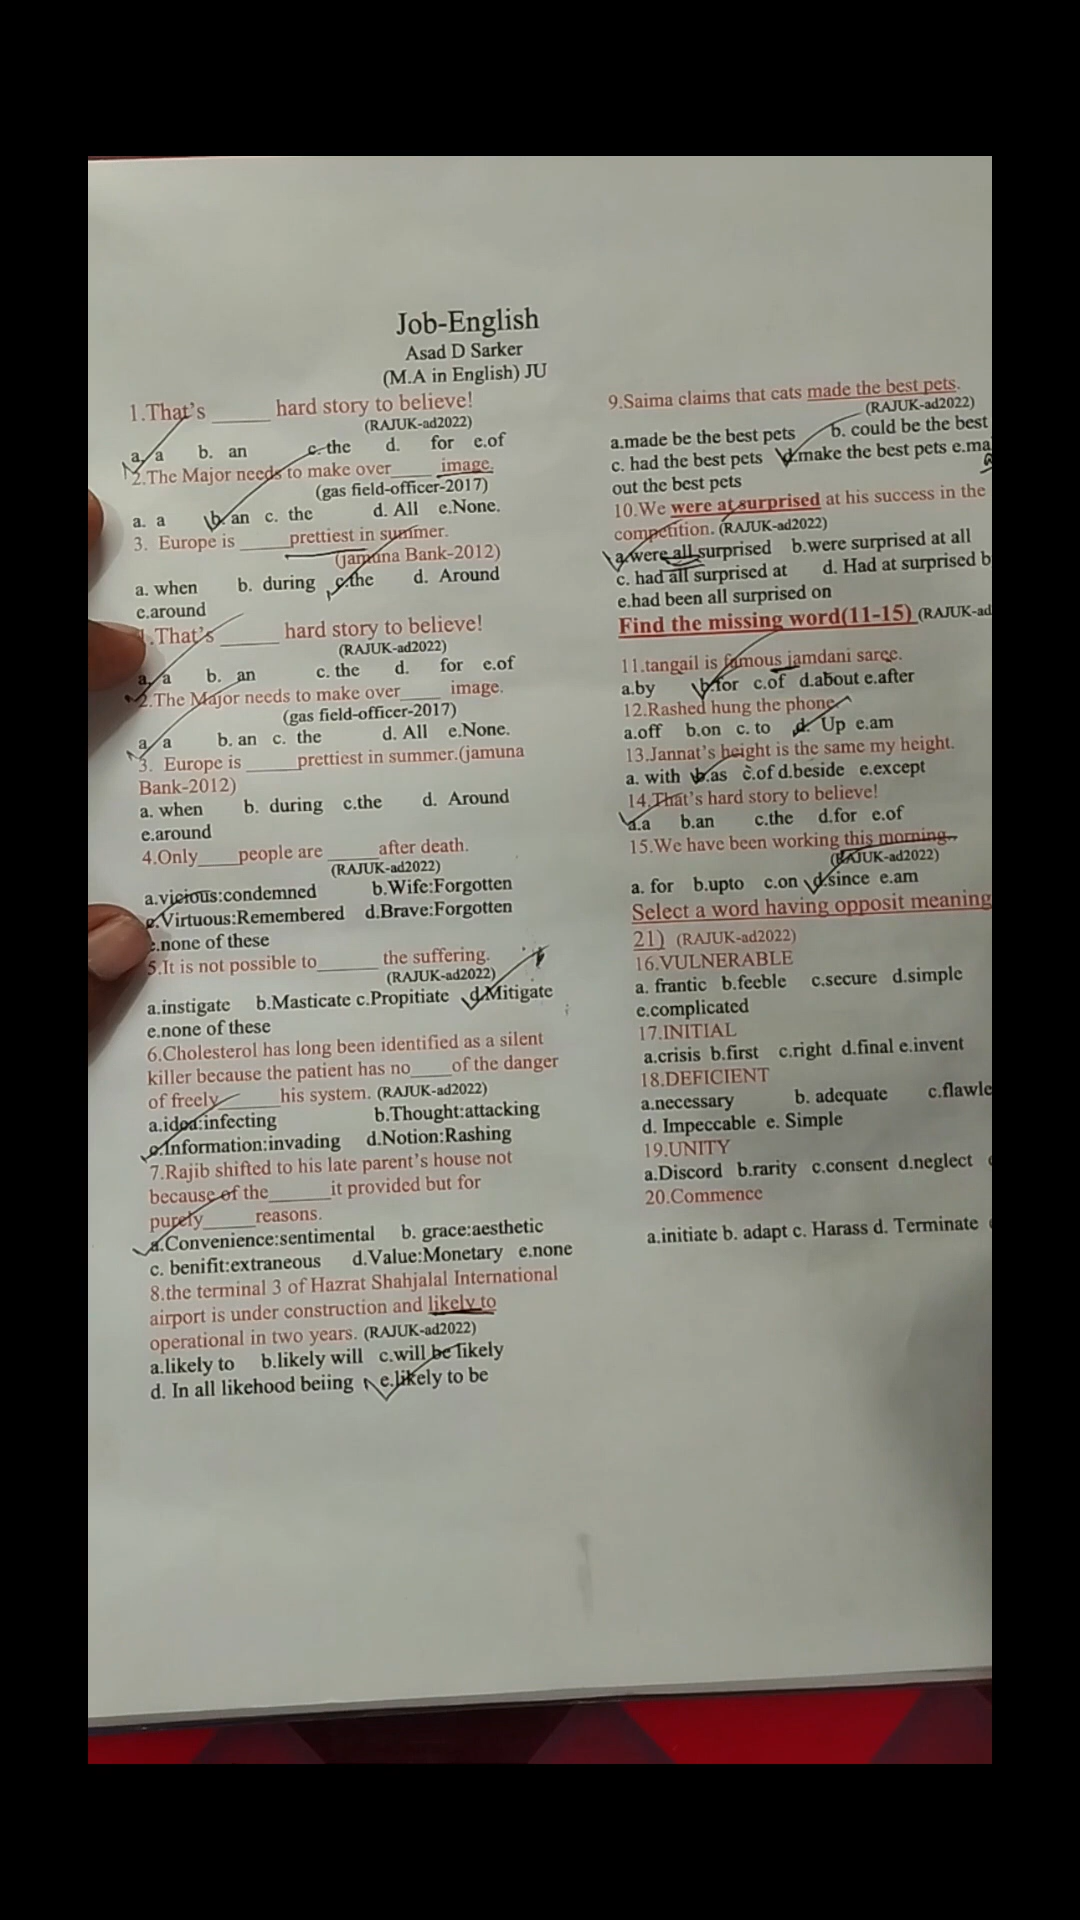 Job-English
Asad D Sarker
(M.A in English) JU
1.That's ______ hard story to believe!
(RAJUK-ad2022)
a. a b. an c. the d. for e.of
2.The Major needs to make over____ image.
(gas field-officer-2017)
a. a b. an c. the d. All e.None.
3. Europe is _____prettiest in summer.
(jamuna Bank-2012)
a. when b. during c.the d. Around
e.around
1.That's ______ hard story to believe!
(RAJUK-ad2022)
a. a b. an c. the d. for e.of
2.The Major needs to make over____ image.
(gas field-officer-2017)
a. a b. an c. the d. All e.None.
3. Europe is _____prettiest in summer.(jamuna
Bank-2012)
a. when b. during c.the d. Around
e.around
4.Only____people are _____after death.
(RAJUK-ad2022)
a.vicious:condemned b.Wife:Forgotten
c.Virtuous:Remembered d.Brave:Forgotten
e.none of these
5.It is not possible to______ the suffering.
(RAJUK-ad2022)
a.instigate b.Masticate c.Propitiate d.Mitigate
e.none of these
6.Cholesterol has long been identified as a silent
killer because the patient has no____of the danger
of freely_____ his system. (RAJUK-ad2022)
a.idea:infecting b.Thought:attacking
c.Information:invading d.Notion:Rashing
7.Rajib shifted to his late parent's house not
because of the______it provided but for
purely_____reasons.
a.Convenience:sentimental b. grace:aesthetic
c. benifit:extraneous d.Value:Monetary e.none
8.the terminal 3 of Hazrat Shahjalal International
airport is under construction and likely to
operational in two years. (RAJUK-ad2022)
a.likely to b.likely will c.will be likely
d. In all likehood beiing e.likely to be
9.Saima claims that cats made the best pets.
(RAJUK-ad2022)
a.made be the best pets b. could be the best
c. had the best pets d.make the best pets e.ma
out the best pets
10.We were at surprised at his success in the
competition. (RAJUK-ad2022)
a.were all surprised b.were surprised at all
c. had all surprised at d. Had at surprised b
e.had been all surprised on
Find the missing word(11-15) (RAJUK-ad
11.tangail is famous jamdani saree.
a.by b.for c.of d.about e.after
12.Rashed hung the phone.
a.off b.on c. to d. Up e.am
13.Jannat's height is the same my height.
a. with b.as c.of d.beside e.except
14.That's hard story to believe!
a.a b.an c.the d.for e.of
15.We have been working this morning..
(RAJUK-ad2022)
a. for b.upto c.on d.since e.am
Select a word having opposit meaning
21) (RAJUK-ad2022)
16.VULNERABLE
a. frantic b.feeble c.secure d.simple
e.complicated
17.INITIAL
a.crisis b.first c.right d.final e.invent
18.DEFICIENT
a.necessary b. adequate c.flawle
d. Impeccable e. Simple
19.UNITY
a.Discord b.rarity c.consent d.neglect
20.Commence
a.initiate b. adapt c. Harass d. Terminate